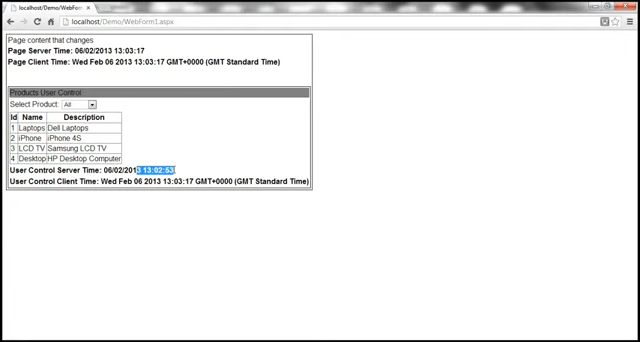 localhost/Demo/WebForm
localhost/Demo/WebForm1.aspx
Page content that changes
Page Server Time: 06/02/2013 13:03:17
Page Client Time: Wed Feb 06 2013 13:03:17 GMT+0000 (GMT Standard Time)
Products User Control
Select Product: All
Id Name Description
1 Laptops Dell Laptops
2 iPhone iPhone 4S
3 LCD TV Samsung LCD TV
4 Desktop HP Desktop Computer
User Control Server Time: 06/02/2013 13:02:53
User Control Client Time: Wed Feb 06 2013 13:03:17 GMT+0000 (GMT Standard Time)